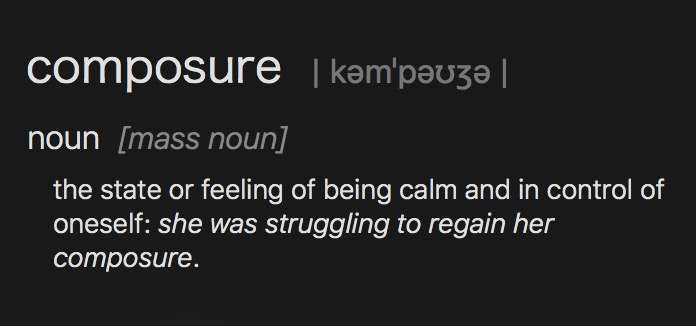 composure | kəmˈpəʊʒə |
noun [mass noun]
the state or feeling of being calm and in control of
oneself: she was struggling to regain her
composure.